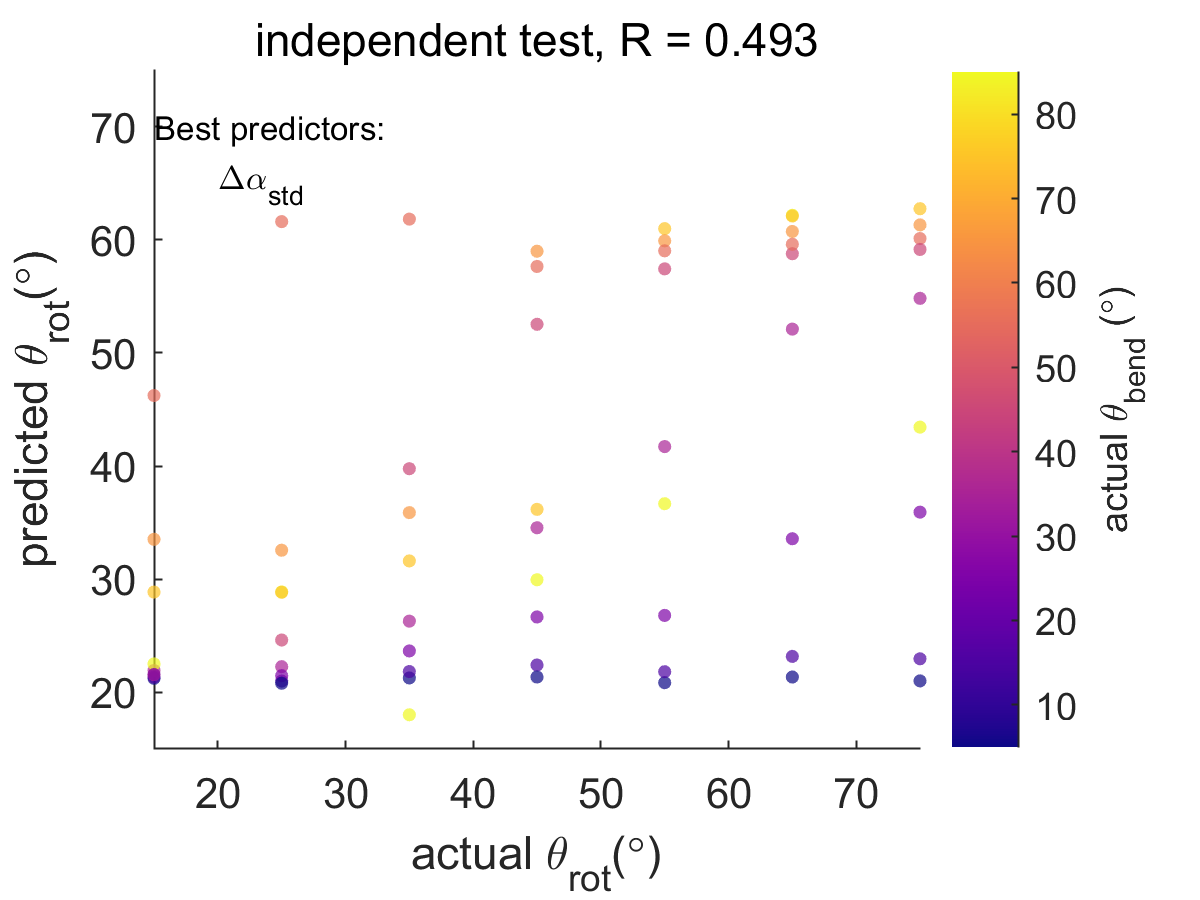 independent test, R = 0.493
Best predictors:
Δα_std
70
60
50
40
30
20
predicted θ_rot(°)
20 30 40 50 60 70
actual θ_rot(°)
80
70
60
50
40
30
20
10
actual θ_bend (°)